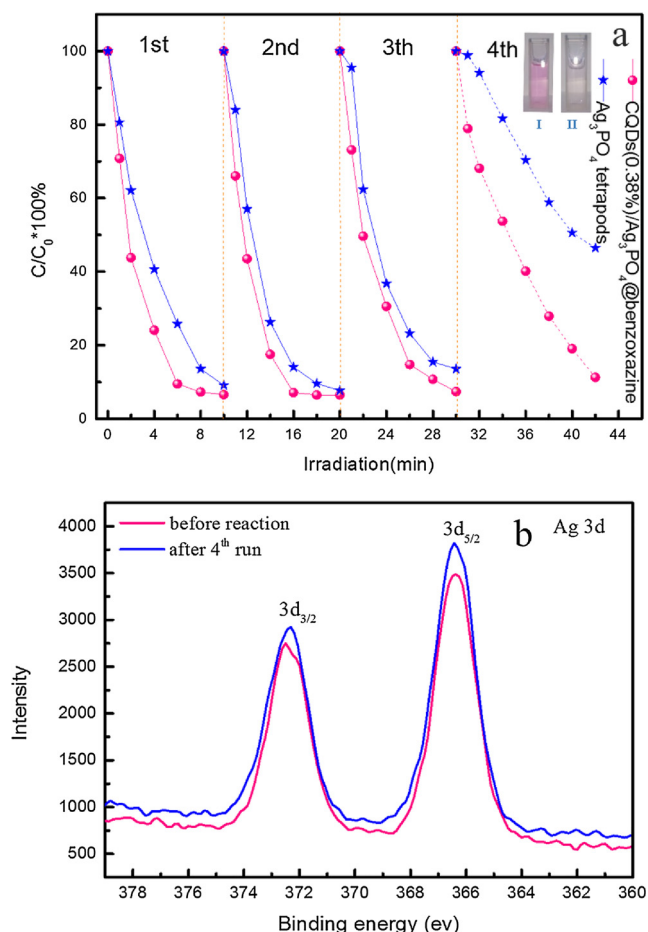 a
1st 2nd 3th 4th
I II
Ag₃PO₄ tetrapods
CQDs(0.38%)/Ag₃PO₄@benzoxazine
C/C₀*100%
100
80
60
40
20
0
0 4 8 12 16 20 24 28 32 36 40 44
Irradiation(min)
b Ag 3d
before reaction
after 4th run
3d₃/₂
3d₅/₂
Intensity
4000
3500
3000
2500
2000
1500
1000
500
378 376 374 372 370 368 366 364 362 360
Binding energy (ev)